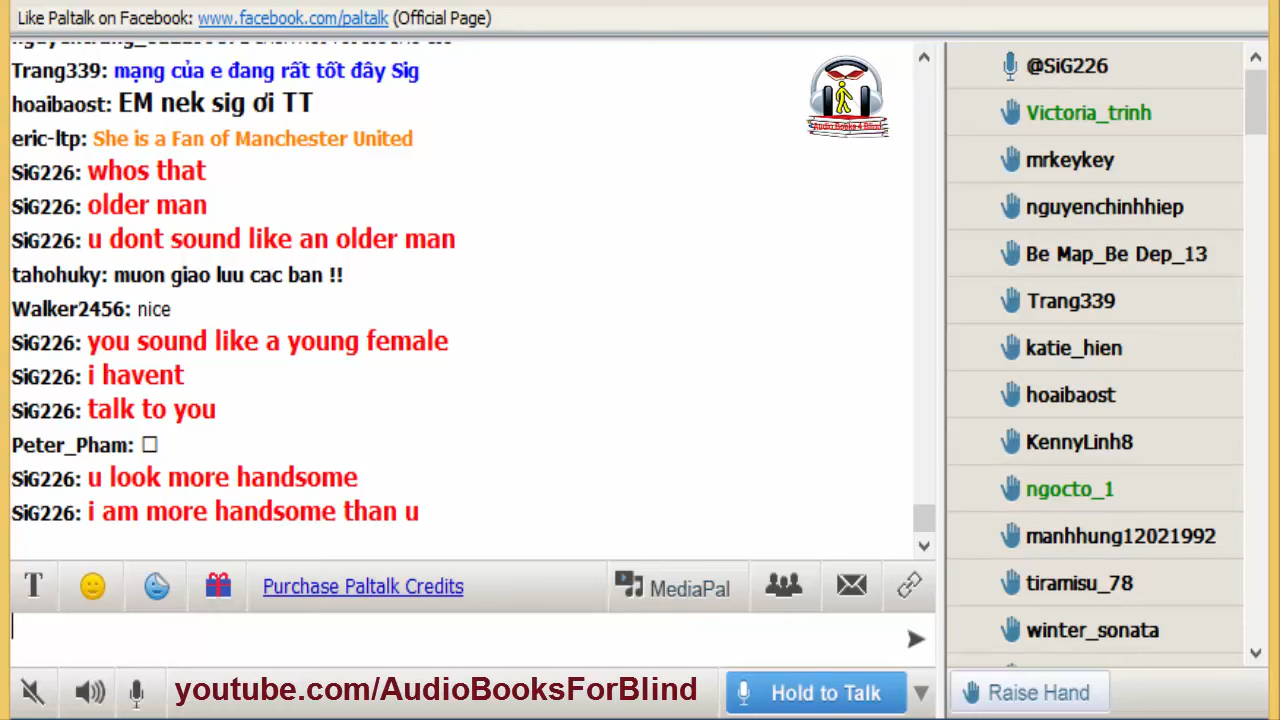 Like Paltalk on Facebook: www.facebook.com/paltalk (Official Page)
Trang339: mạng của e đang rất tốt đây Sig
hoaibaost: EM nek sig ơi TT
eric-ltp: She is a Fan of Manchester United
SiG226: whos that
SiG226: older man
SiG226: u dont sound like an older man
tahohuky: muon giao luu cac ban !!
Walker2456: nice
SiG226: you sound like a young female
SiG226: i havent
SiG226: talk to you
Peter_Pham: □
SiG226: u look more handsome
SiG226: i am more handsome than u
Audio Books 4 Blind
T
Purchase Paltalk Credits
MediaPal
youtube.com/AudioBooksForBlind
Hold to Talk
@SiG226
Victoria_trinh
mrkeykey
nguyenchinhhiep
Be Map_Be Dep_13
Trang339
katie_hien
hoaibaost
KennyLinh8
ngocto_1
manhhung12021992
tiramisu_78
winter_sonata
Raise Hand